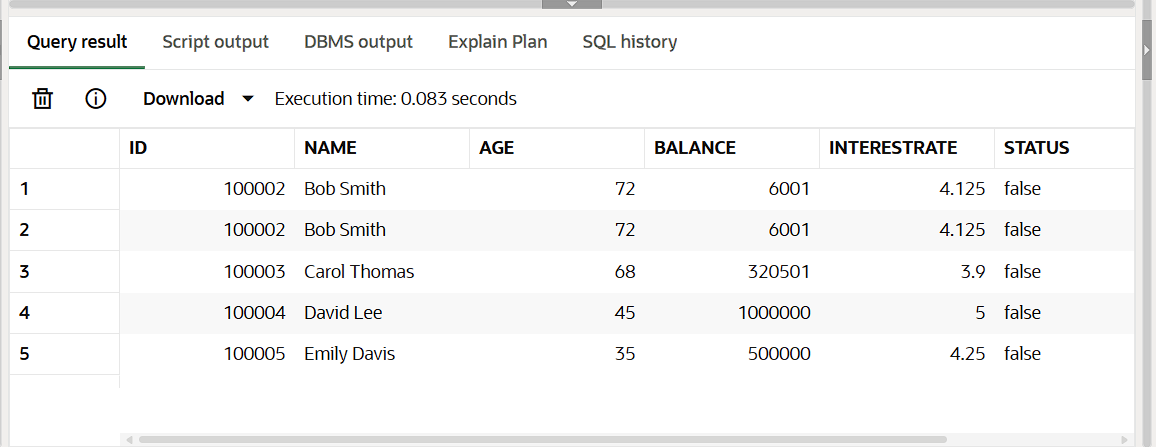 Query result Script output DBMS output Explain Plan SQL history
Download Execution time: 0.083 seconds
ID NAME AGE BALANCE INTERESTRATE STATUS
1 100002 Bob Smith 72 6001 4.125 false
2 100002 Bob Smith 72 6001 4.125 false
3 100003 Carol Thomas 68 320501 3.9 false
4 100004 David Lee 45 1000000 5 false
5 100005 Emily Davis 35 500000 4.25 false